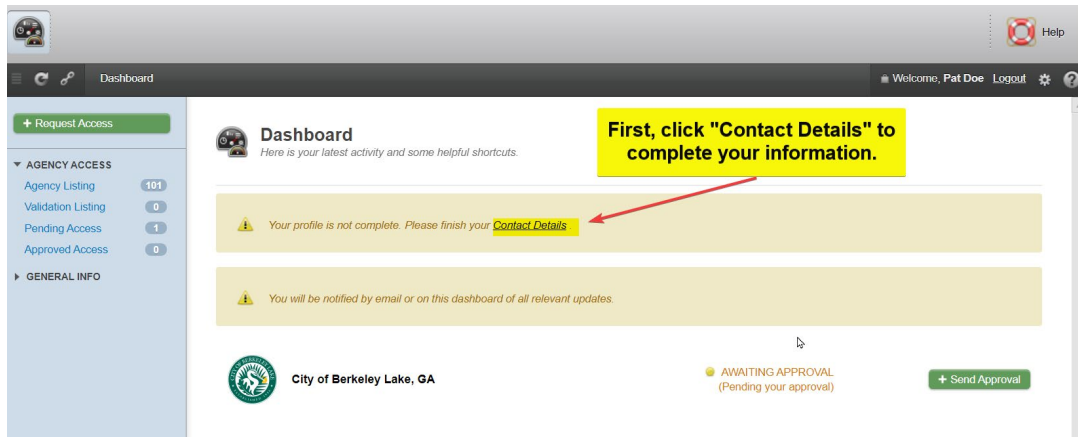 Help
Dashboard
Welcome, Pat Doe Logout
+ Request Access
AGENCY ACCESS
Agency Listing 101
Validation Listing 0
Pending Access 1
Approved Access 0
GENERAL INFO
Dashboard
Here is your latest activity and some helpful shortcuts.
First, click "Contact Details" to
complete your information.
Your profile is not complete. Please finish your Contact Details .
You will be notified by email or on this dashboard of all relevant updates.
City of Berkeley Lake, GA
AWAITING APPROVAL
(Pending your approval)
+ Send Approval